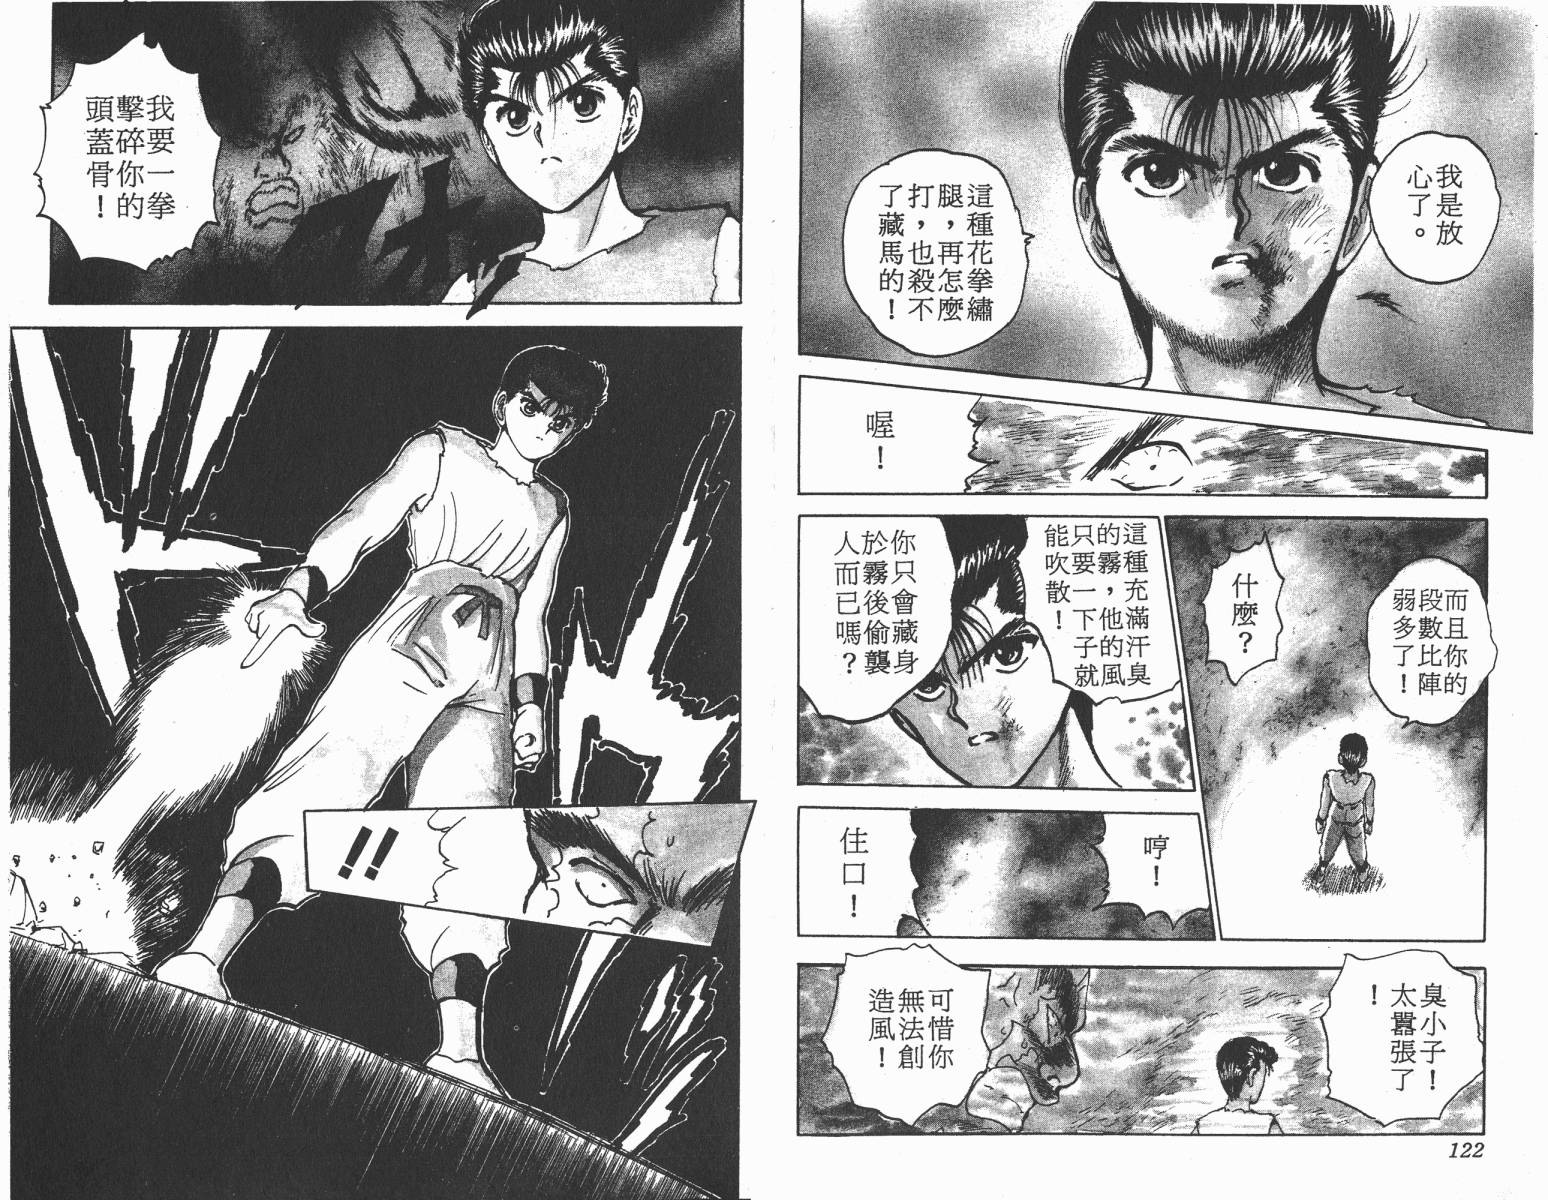 我是放
心了。
這種花拳繡
腿，再怎麼
打，也殺不
了藏馬的！
喔！
而且你的
段數比陣
弱多了！
什麼？
這種充滿汗臭
的霧，他的風
只要一下子就
能吹散！
你只會藏身
於霧後偷襲
人而已嗎？
哼！
住口！
臭小子！
太囂張了
！
可惜你
無法創
造風！
122
我要一拳
擊碎你的
頭蓋骨！
!!